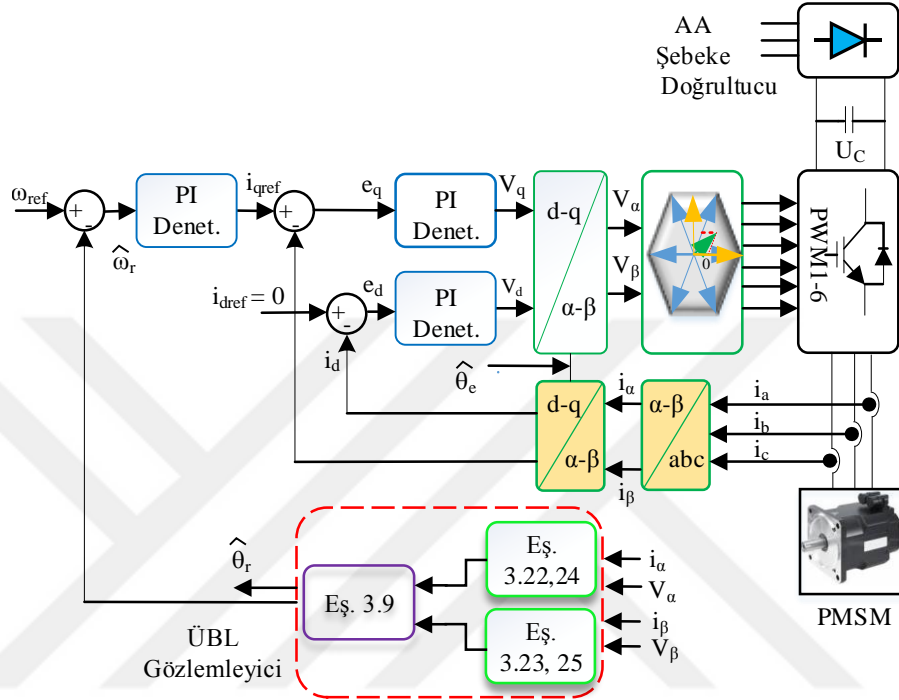 AA
Şebeke
Doğrultucu
U_C
ω_ref
+
-
PI
Denet.
i_qref
+
-
e_q
PI
Denet.
V_q
d-q
α-β
V_α
V_β
0
PWM1-6
ω̂_r
i_dref = 0
+
-
e_d
PI
Denet.
V_d
i_d
θ̂_e
d-q
α-β
i_α
i_β
α-β
abc
i_a
i_b
i_c
PMSM
θ̂_r
Eş. 3.9
Eş.
3.22,24
Eş.
3.23, 25
i_α
V_α
i_β
V_β
ÜBL
Gözlemleyici